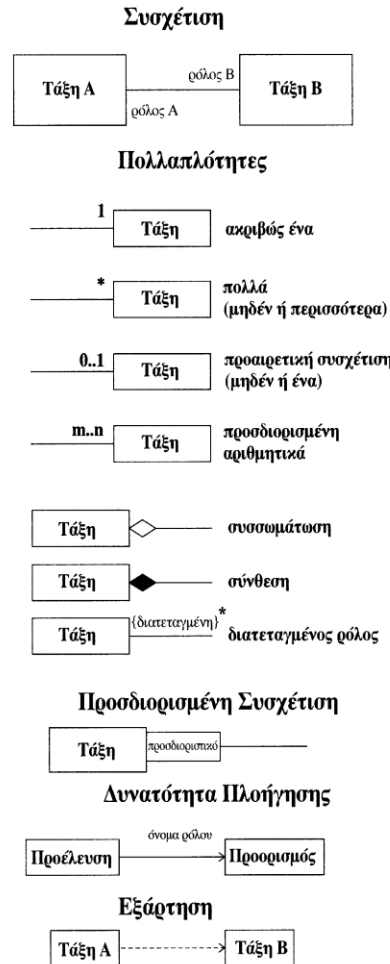 Συσχέτιση
Τάξη Α
ρόλος Β
ρόλος Α
Τάξη Β
Πολλαπλότητες
1
Τάξη
ακριβώς ένα
*
Τάξη
πολλά
(μηδέν ή περισσότερα)
0..1
Τάξη
προαιρετική συσχέτιση
(μηδέν ή ένα)
m..n
Τάξη
προσδιορισμένη
αριθμητικά
Τάξη
συσσωμάτωση
Τάξη
σύνθεση
Τάξη
{διατεταγμένη}*
διατεταγμένος ρόλος
Προσδιορισμένη Συσχέτιση
Τάξη
προσδιοριστικό
Δυνατότητα Πλοήγησης
όνομα ρόλου
Προέλευση
Προορισμός
Εξάρτηση
Τάξη Α
Τάξη Β